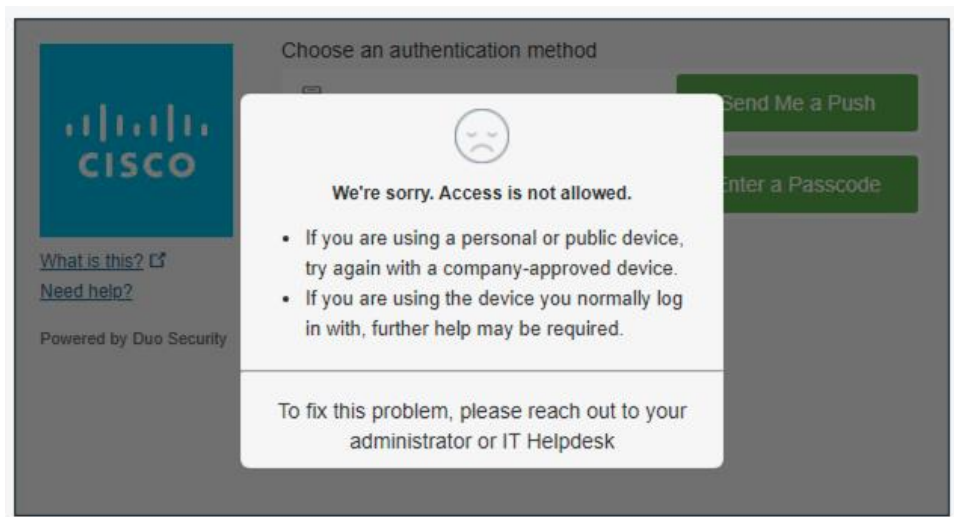 Choose an authentication method
Send Me a Push
CISCO
Enter a Passcode
We're sorry. Access is not allowed.
• If you are using a personal or public device,
try again with a company-approved device.
• If you are using the device you normally log
in with, further help may be required.
What is this?
Need help?
Powered by Duo Security
To fix this problem, please reach out to your
administrator or IT Helpdesk